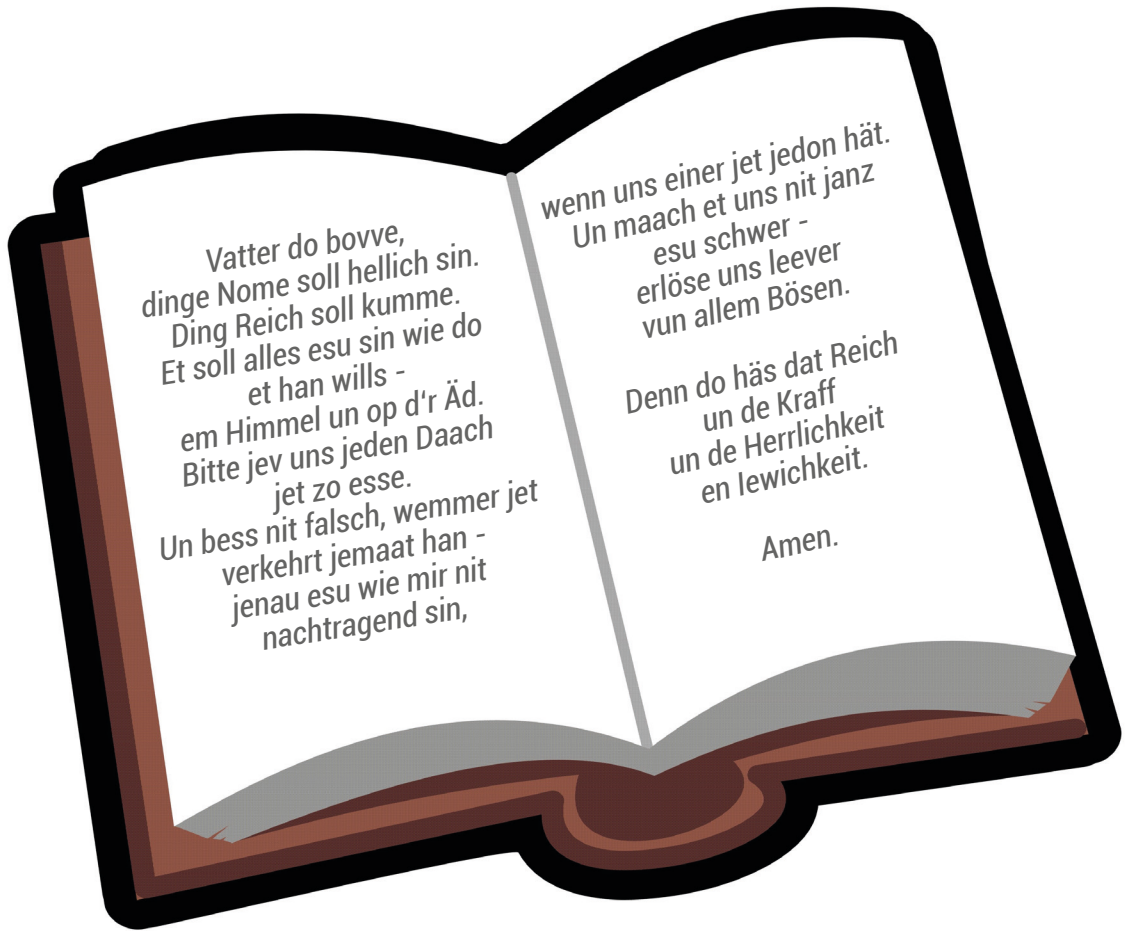 Vatter do bovve,
dinge Nome soll hellich sin.
Ding Reich soll kumme.
Et soll alles esu sin wie do
et han wills -
em Himmel un op d‘r Äd.
Bitte jev uns jeden Daach
jet zo esse.
Un bess nit falsch, wemmer jet
verkehrt jemaat han -
jenau esu wie mir nit
nachtragend sin,
wenn uns einer jet jedon hät.
Un maach et uns nit janz
esu schwer -
erlöse uns leever
vun allem Bösen.
Denn do häs dat Reich
un de Kraff
un de Herrlichkeit
en Iewichkeit.
Amen.